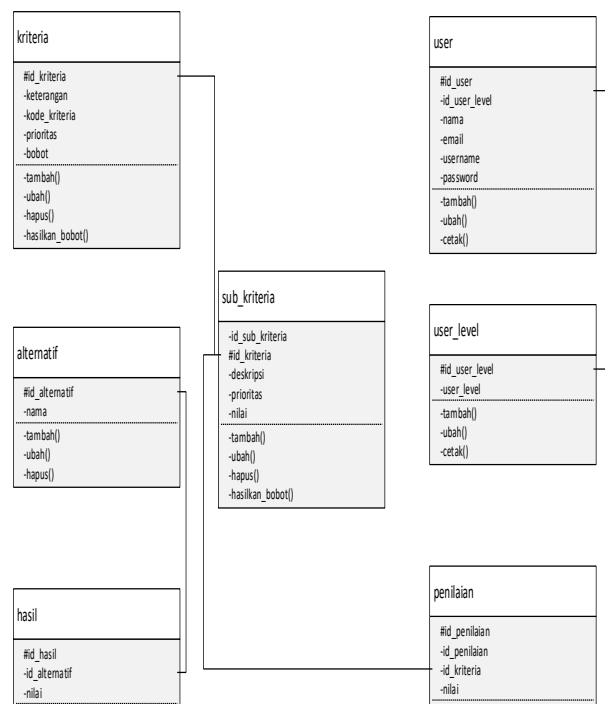 kriteria
#id_kriteria
-keterangan
-kode_kriteria
-prioritas
-bobot
-tambah()
-ubah()
-hapus()
-hasilkan_bobot()
user
#id_user
-id_user_level
-nama
-email
-username
-password
-tambah()
-ubah()
-cetak()
sub_kriteria
-id_sub_kriteria
#id_kriteria
-deskripsi
-prioritas
-nilai
-tambah()
-ubah()
-hapus()
-hasilkan_bobot()
alternatif
#id_alternatif
-nama
-tambah()
-ubah()
-hapus()
user_level
#id_user_level
-user_level
-tambah()
-ubah()
-cetak()
hasil
#id_hasil
-id_alternatif
-nilai
penilaian
#id_penilaian
-id_penilaian
-id_kriteria
-nilai